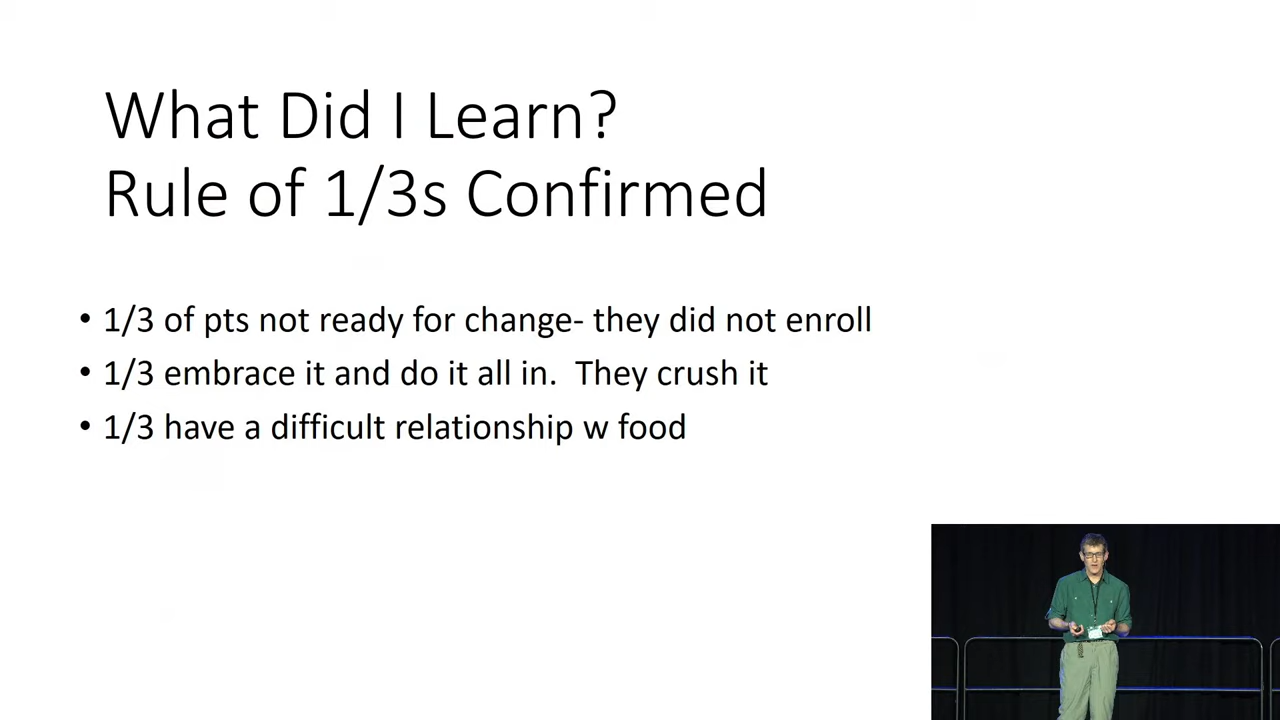 What Did I Learn?
Rule of 1/3s Confirmed
• 1/3 of pts not ready for change- they did not enroll
• 1/3 embrace it and do it all in.  They crush it
• 1/3 have a difficult relationship w food